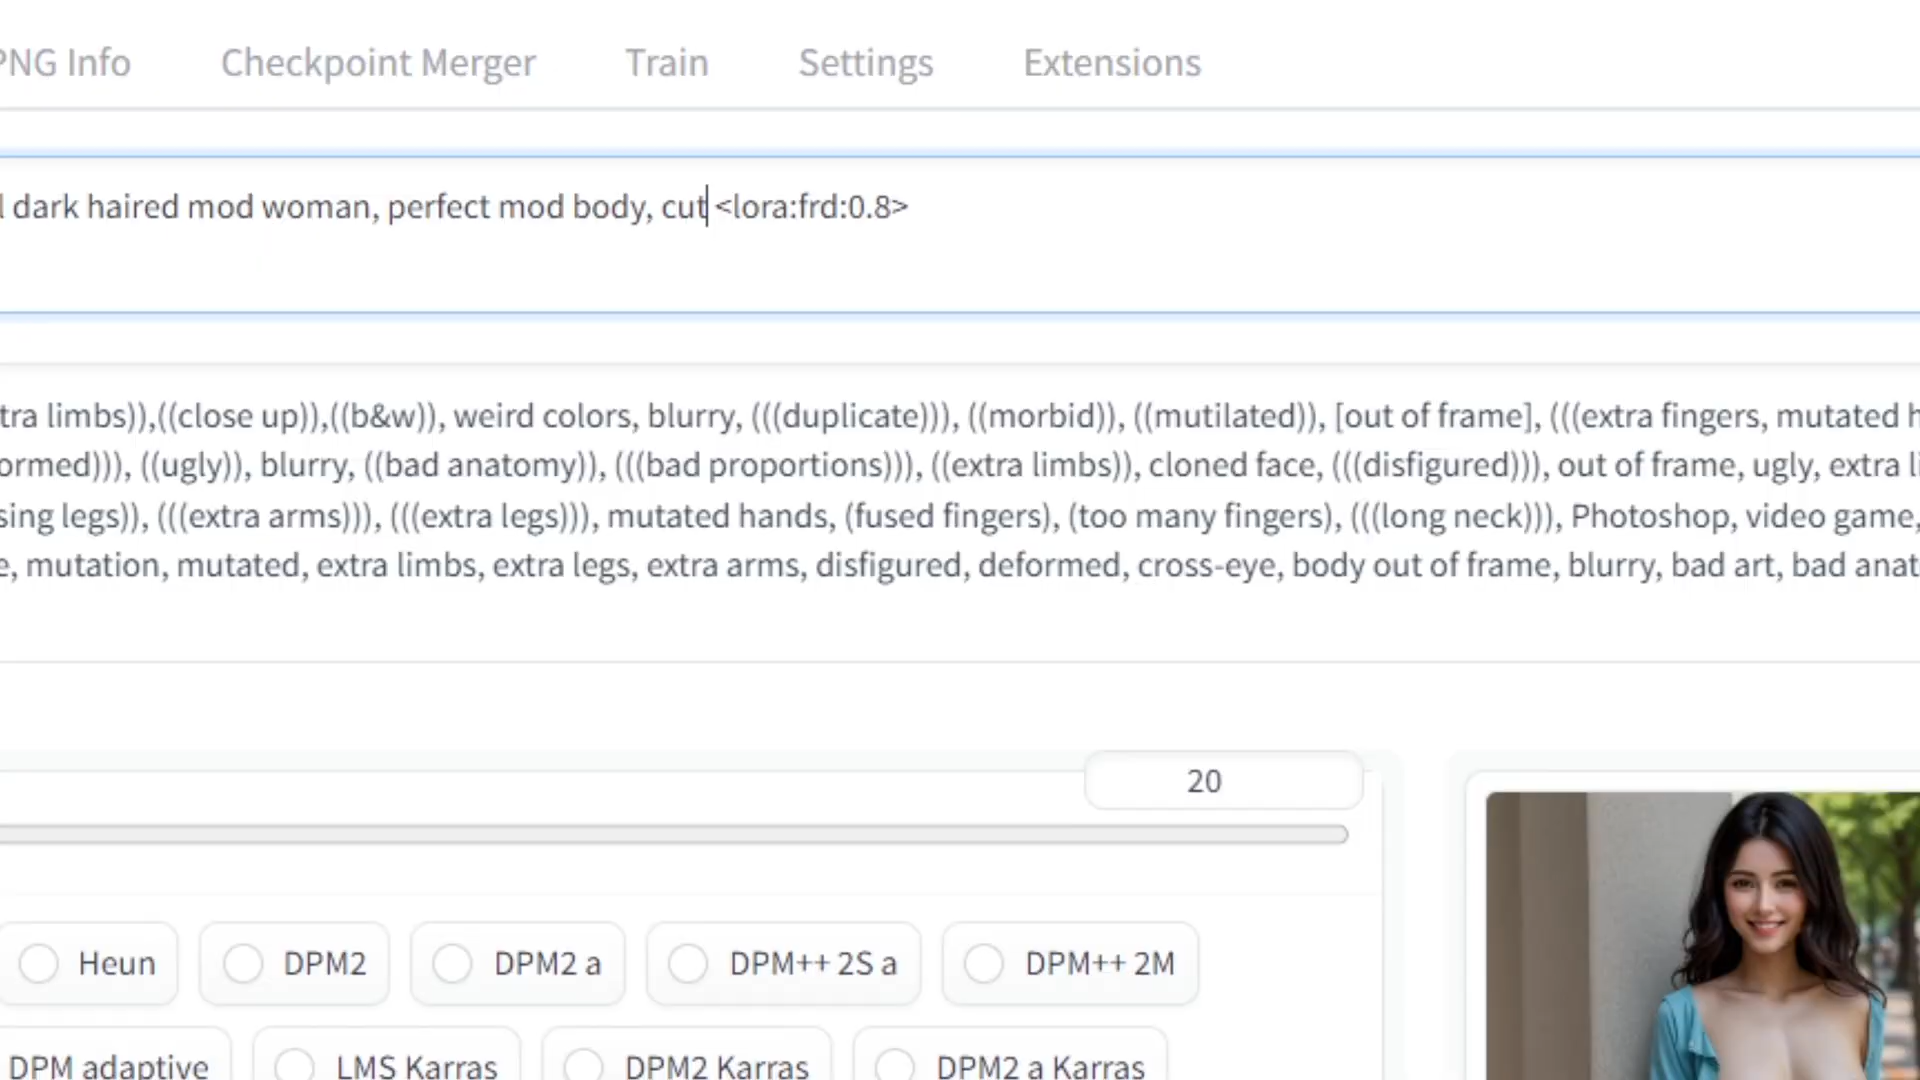 PNG Info Checkpoint Merger Train Settings Extensions
dark haired mod woman, perfect mod body, cut <lora:frd:0.8>
tra limbs)),((close up)),((b&w)), weird colors, blurry, (((duplicate))), ((morbid)), ((mutilated)), [out of frame], (((extra fingers, mutated h
ormed))), ((ugly)), blurry, ((bad anatomy)), (((bad proportions))), ((extra limbs)), cloned face, (((disfigured))), out of frame, ugly, extra li
sing legs)), (((extra arms))), (((extra legs))), mutated hands, (fused fingers), (too many fingers), (((long neck))), Photoshop, video game,
e, mutation, mutated, extra limbs, extra legs, extra arms, disfigured, deformed, cross-eye, body out of frame, blurry, bad art, bad anat
20
Heun DPM2 DPM2 a DPM++ 2S a DPM++ 2M
DPM adaptive LMS Karras DPM2 Karras DPM2 a Karras